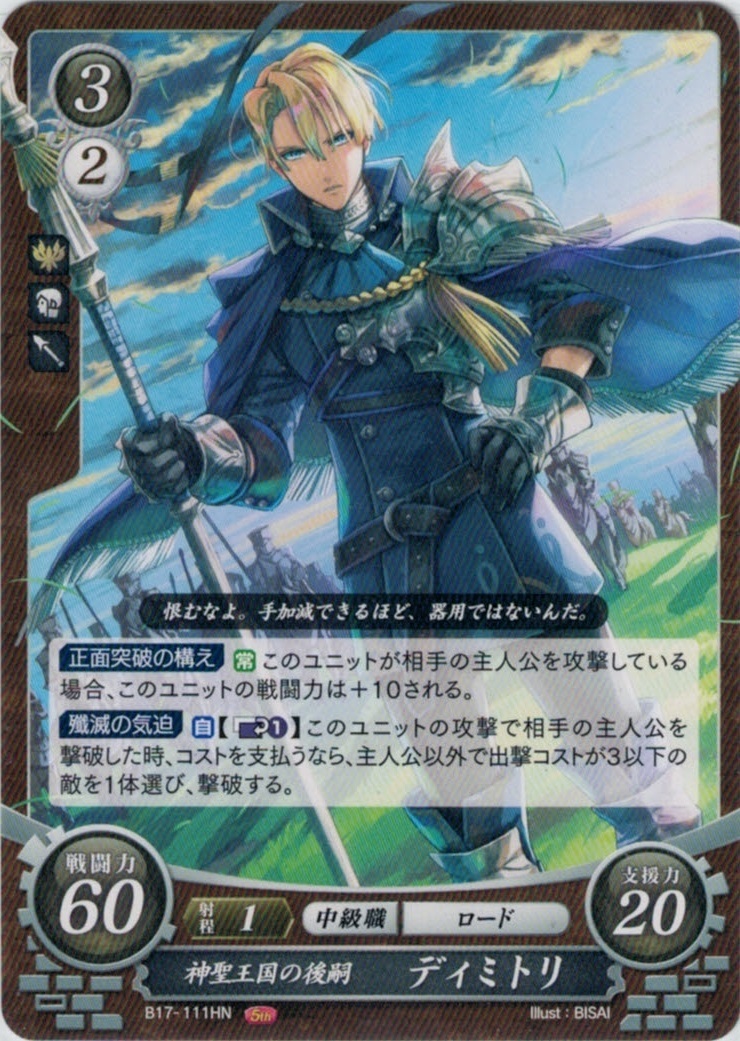 3
2
恨むなよ。手加減できるほど、器用ではないんだ。
正面突破の構え 常 このユニットが相手の主人公を攻撃している
場合、このユニットの戦闘力は+10される。
殲滅の気迫 自【1】このユニットの攻撃で相手の主人公を
撃破した時、コストを支払うなら、主人公以外で出撃コストが3以下の
敵を1体選び、撃破する。
戦闘力
60
射程 1
中級職 ロード
支援力
20
神聖王国の後嗣 ディミトリ
B17-111HN 5th Illust : BISAI